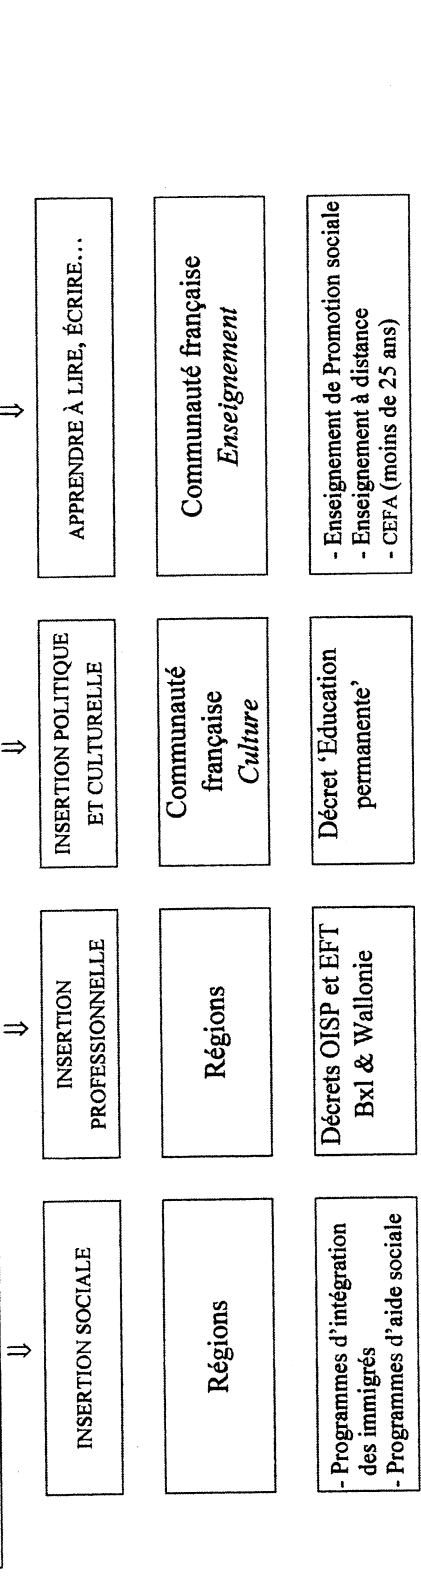 INSERTION SOCIALE
Régions
- Programmes d’intégration
des immigrés
- Programmes d’aide sociale
INSERTION
PROFESSIONNELLE
Régions
Décrets OISP et EFT
Bxl & Wallonie
INSERTION POLITIQUE
ET CULTURELLE
Communauté
française
Culture
Décret ‘Education
permanente’
APPRENDRE À LIRE, ÉCRIRE…
Communauté française
Enseignement
- Enseignement de Promotion sociale
- Enseignement à distance
- CEFA (moins de 25 ans)